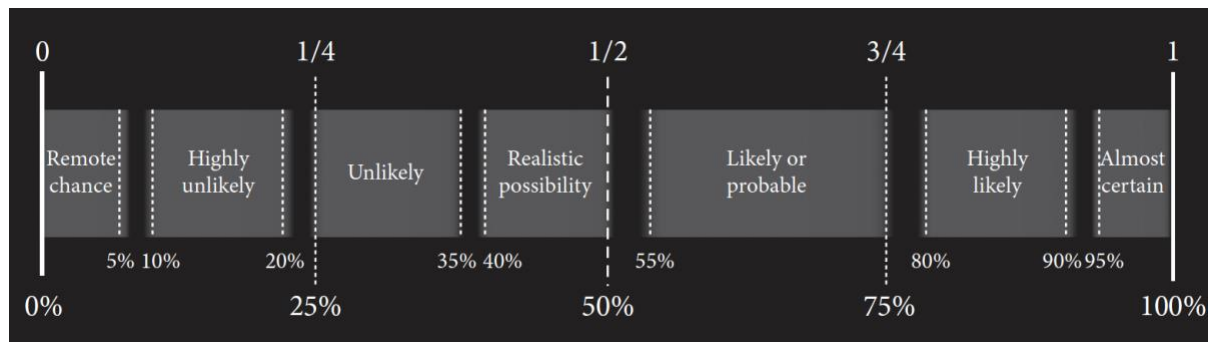 0 1/4 1/2 3/4 1
Remote
chance
Highly
unlikely
Unlikely
Realistic
possibility
Likely or
probable
Highly
likely
Almost
certain
5% 10% 20% 35% 40% 55% 80% 90% 95%
0% 25% 50% 75% 100%